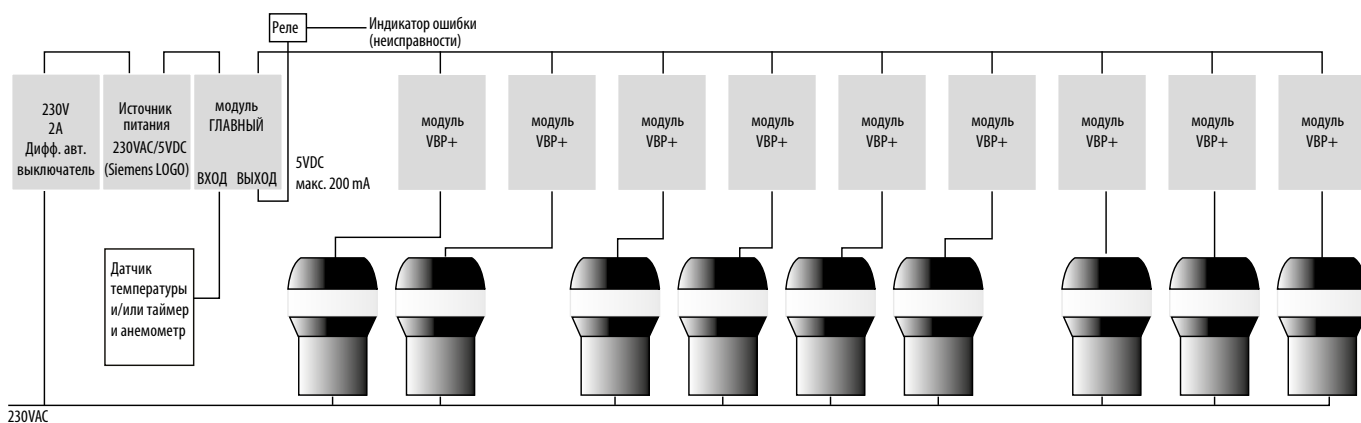 Реле
Индикатор ошибки
(неисправности)
230V
2A
Дифф. авт.
выключатель
Источник
питания
230VAC/5VDC
(Siemens LOGO)
модуль
ГЛАВНЫЙ
ВХОД ВЫХОД
5VDC
макс. 200 mA
модуль
VBP+
модуль
VBP+
модуль
VBP+
модуль
VBP+
модуль
VBP+
модуль
VBP+
модуль
VBP+
модуль
VBP+
модуль
VBP+
Датчик
температуры
и/или таймер
и анемометр
230VAC